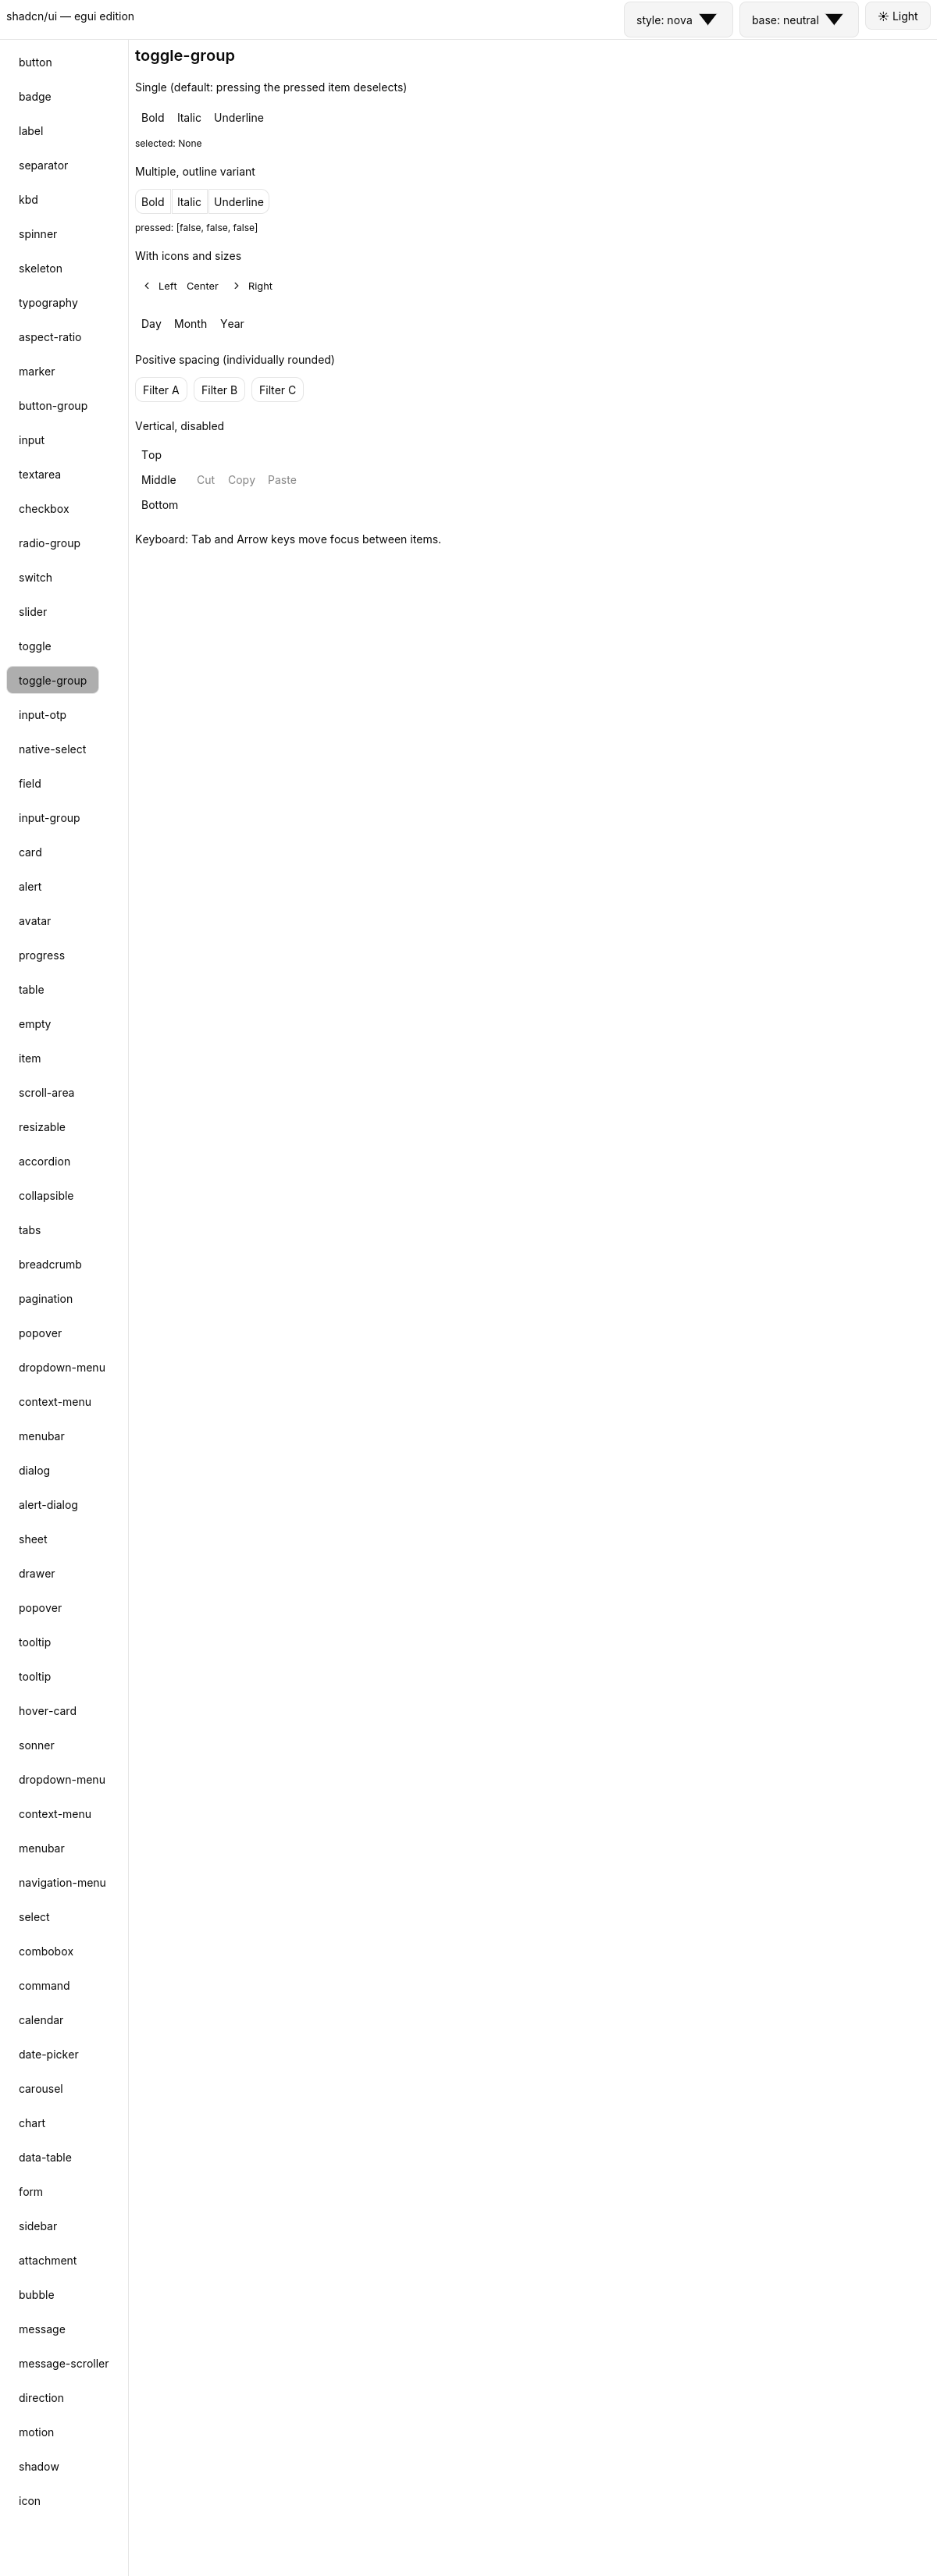 shadcn/ui — egui edition
style: nova
base: neutral
☀ Light
button
badge
label
separator
kbd
spinner
skeleton
typography
aspect-ratio
marker
button-group
input
textarea
checkbox
radio-group
switch
slider
toggle
toggle-group
input-otp
native-select
field
input-group
card
alert
avatar
progress
table
empty
item
scroll-area
resizable
accordion
collapsible
tabs
breadcrumb
pagination
popover
dropdown-menu
context-menu
menubar
dialog
alert-dialog
sheet
drawer
popover
tooltip
tooltip
hover-card
sonner
dropdown-menu
context-menu
menubar
navigation-menu
select
combobox
command
calendar
date-picker
carousel
chart
data-table
form
sidebar
attachment
bubble
message
message-scroller
direction
motion
shadow
icon
toggle-group
Single (default: pressing the pressed item deselects)
Bold Italic Underline
selected: None
Multiple, outline variant
Bold Italic Underline
pressed: [false, false, false]
With icons and sizes
Left Center Right
Day Month Year
Positive spacing (individually rounded)
Filter A Filter B Filter C
Vertical, disabled
Top
Middle Cut Copy Paste
Bottom
Keyboard: Tab and Arrow keys move focus between items.